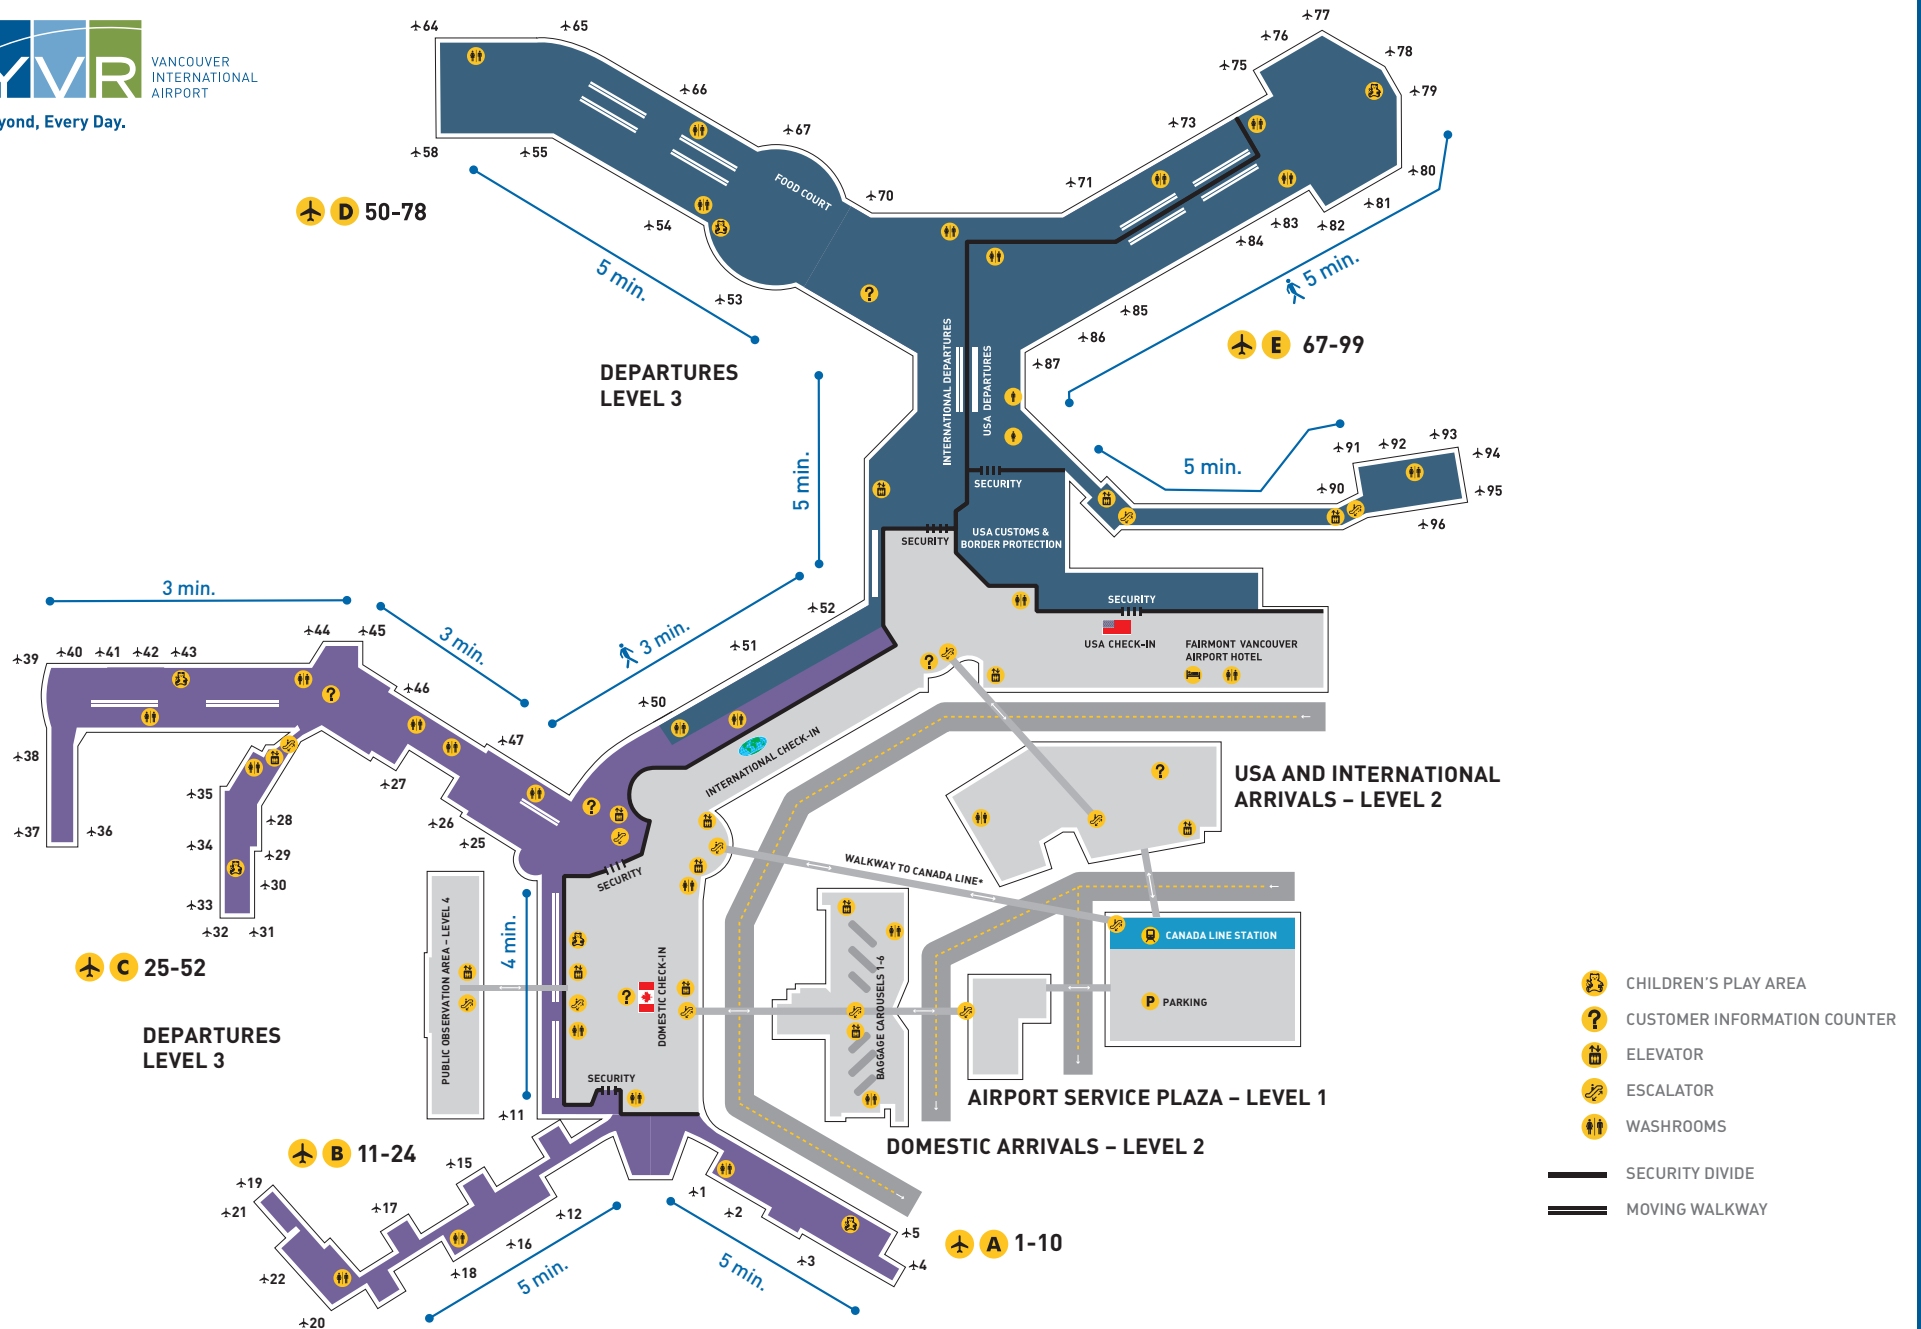 YVR
VANCOUVER
INTERNATIONAL
AIRPORT
yond, Every Day.
64
65
66
67
70
58
55
54
53
FOOD COURT
D 50-78
5 min.
77
76
75
78
79
73
71
80
81
82
83
84
85
86
87
5 min.
E 67-99
DEPARTURES
LEVEL 3
INTERNATIONAL DEPARTURES
USA DEPARTURES
5 min.
5 min.
93
92
91
94
90
95
96
SECURITY
SECURITY
USA CUSTOMS &
BORDER PROTECTION
SECURITY
USA CHECK-IN
FAIRMONT VANCOUVER
AIRPORT HOTEL
3 min.
3 min.
3 min.
52
51
50
44
45
39
40
41
42
43
46
47
38
37
36
35
34
33
32
31
30
29
28
27
26
25
INTERNATIONAL CHECK-IN
USA AND INTERNATIONAL
ARRIVALS – LEVEL 2
SECURITY
WALKWAY TO CANADA LINE*
C 25-52
DEPARTURES
LEVEL 3
PUBLIC OBSERVATION AREA – LEVEL 4
4 min.
DOMESTIC CHECK-IN
BAGGAGE CAROUSELS 1-6
CANADA LINE STATION
P PARKING
SECURITY
AIRPORT SERVICE PLAZA – LEVEL 1
DOMESTIC ARRIVALS – LEVEL 2
11
B 11-24
15
19
21
17
12
16
18
22
20
5 min.
1
2
3
5
4
5 min.
A 1-10
CHILDREN'S PLAY AREA
? CUSTOMER INFORMATION COUNTER
ELEVATOR
ESCALATOR
WASHROOMS
SECURITY DIVIDE
MOVING WALKWAY